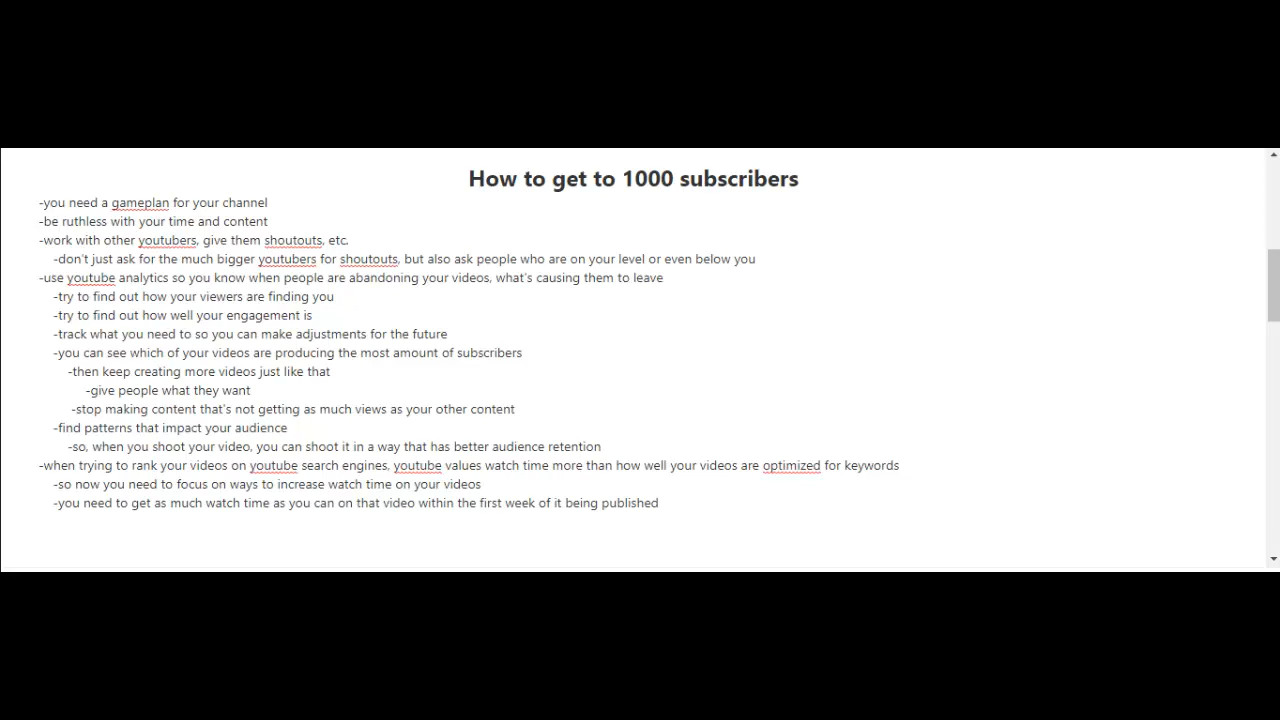 How to get to 1000 subscribers
-you need a gameplan for your channel
-be ruthless with your time and content
-work with other youtubers, give them shoutouts, etc.
-don't just ask for the much bigger youtubers for shoutouts, but also ask people who are on your level or even below you
-use youtube analytics so you know when people are abandoning your videos, what's causing them to leave
-try to find out how your viewers are finding you
-try to find out how well your engagement is
-track what you need to so you can make adjustments for the future
-you can see which of your videos are producing the most amount of subscribers
-then keep creating more videos just like that
-give people what they want
-stop making content that's not getting as much views as your other content
-find patterns that impact your audience
-so, when you shoot your video, you can shoot it in a way that has better audience retention
-when trying to rank your videos on youtube search engines, youtube values watch time more than how well your videos are optimized for keywords
-so now you need to focus on ways to increase watch time on your videos
-you need to get as much watch time as you can on that video within the first week of it being published